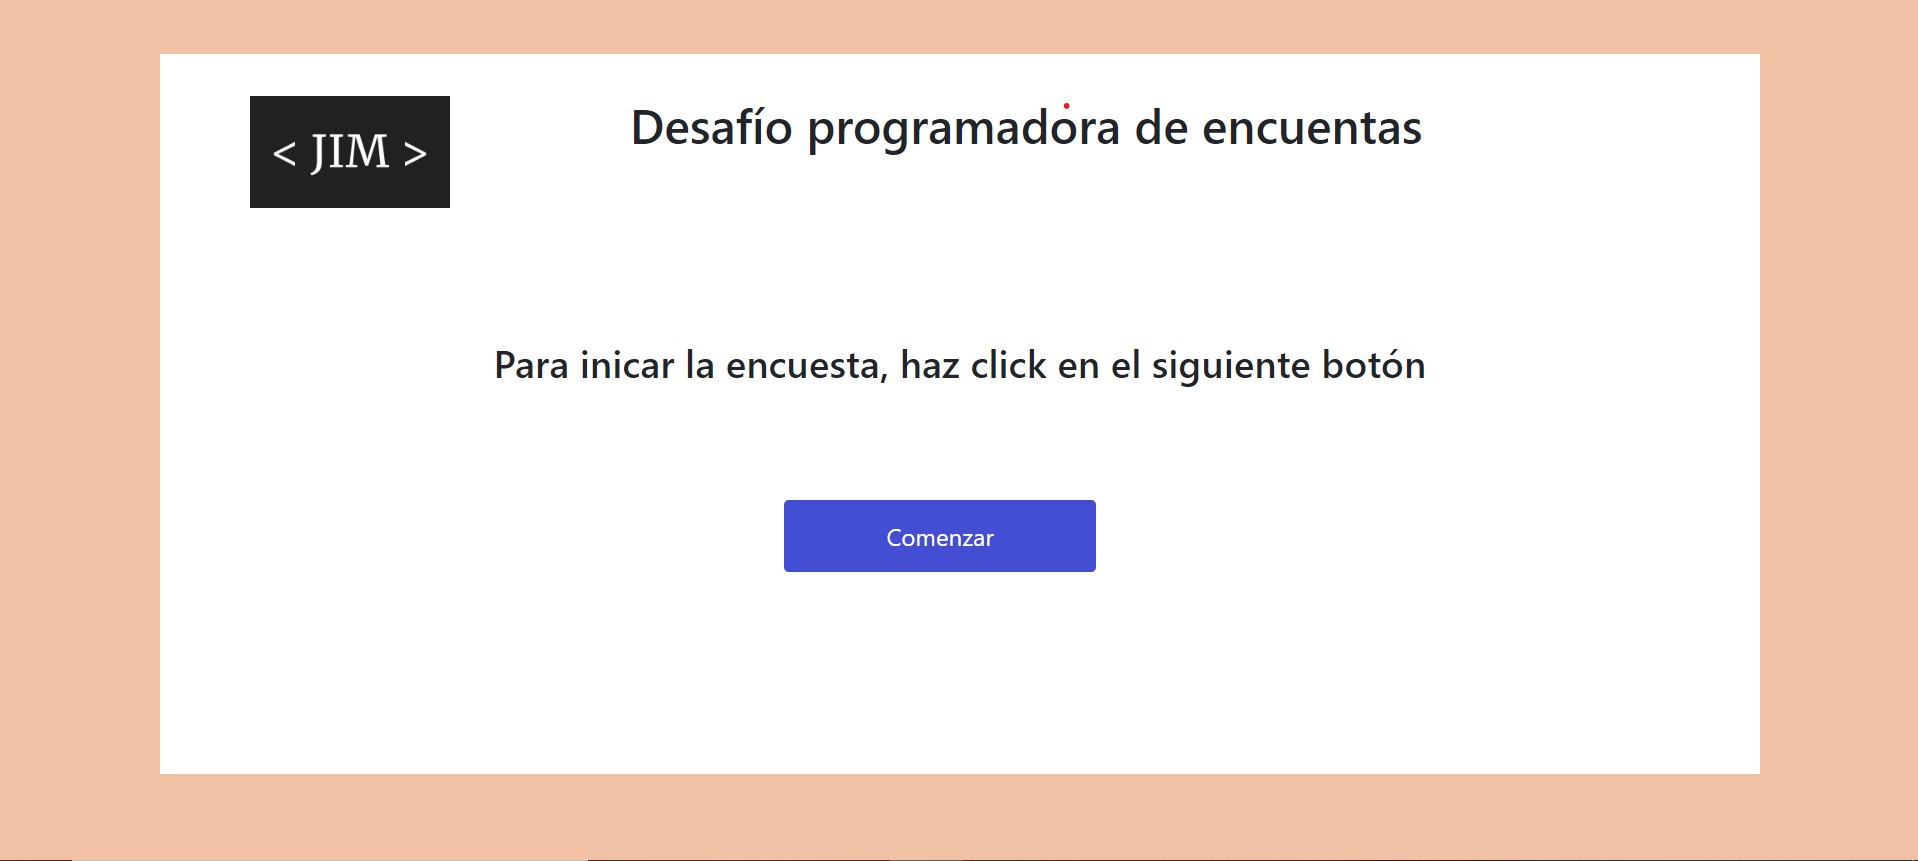 < JIM >
Desafío programadora de encuentas
Para inicar la encuesta, haz click en el siguiente botón
Comenzar